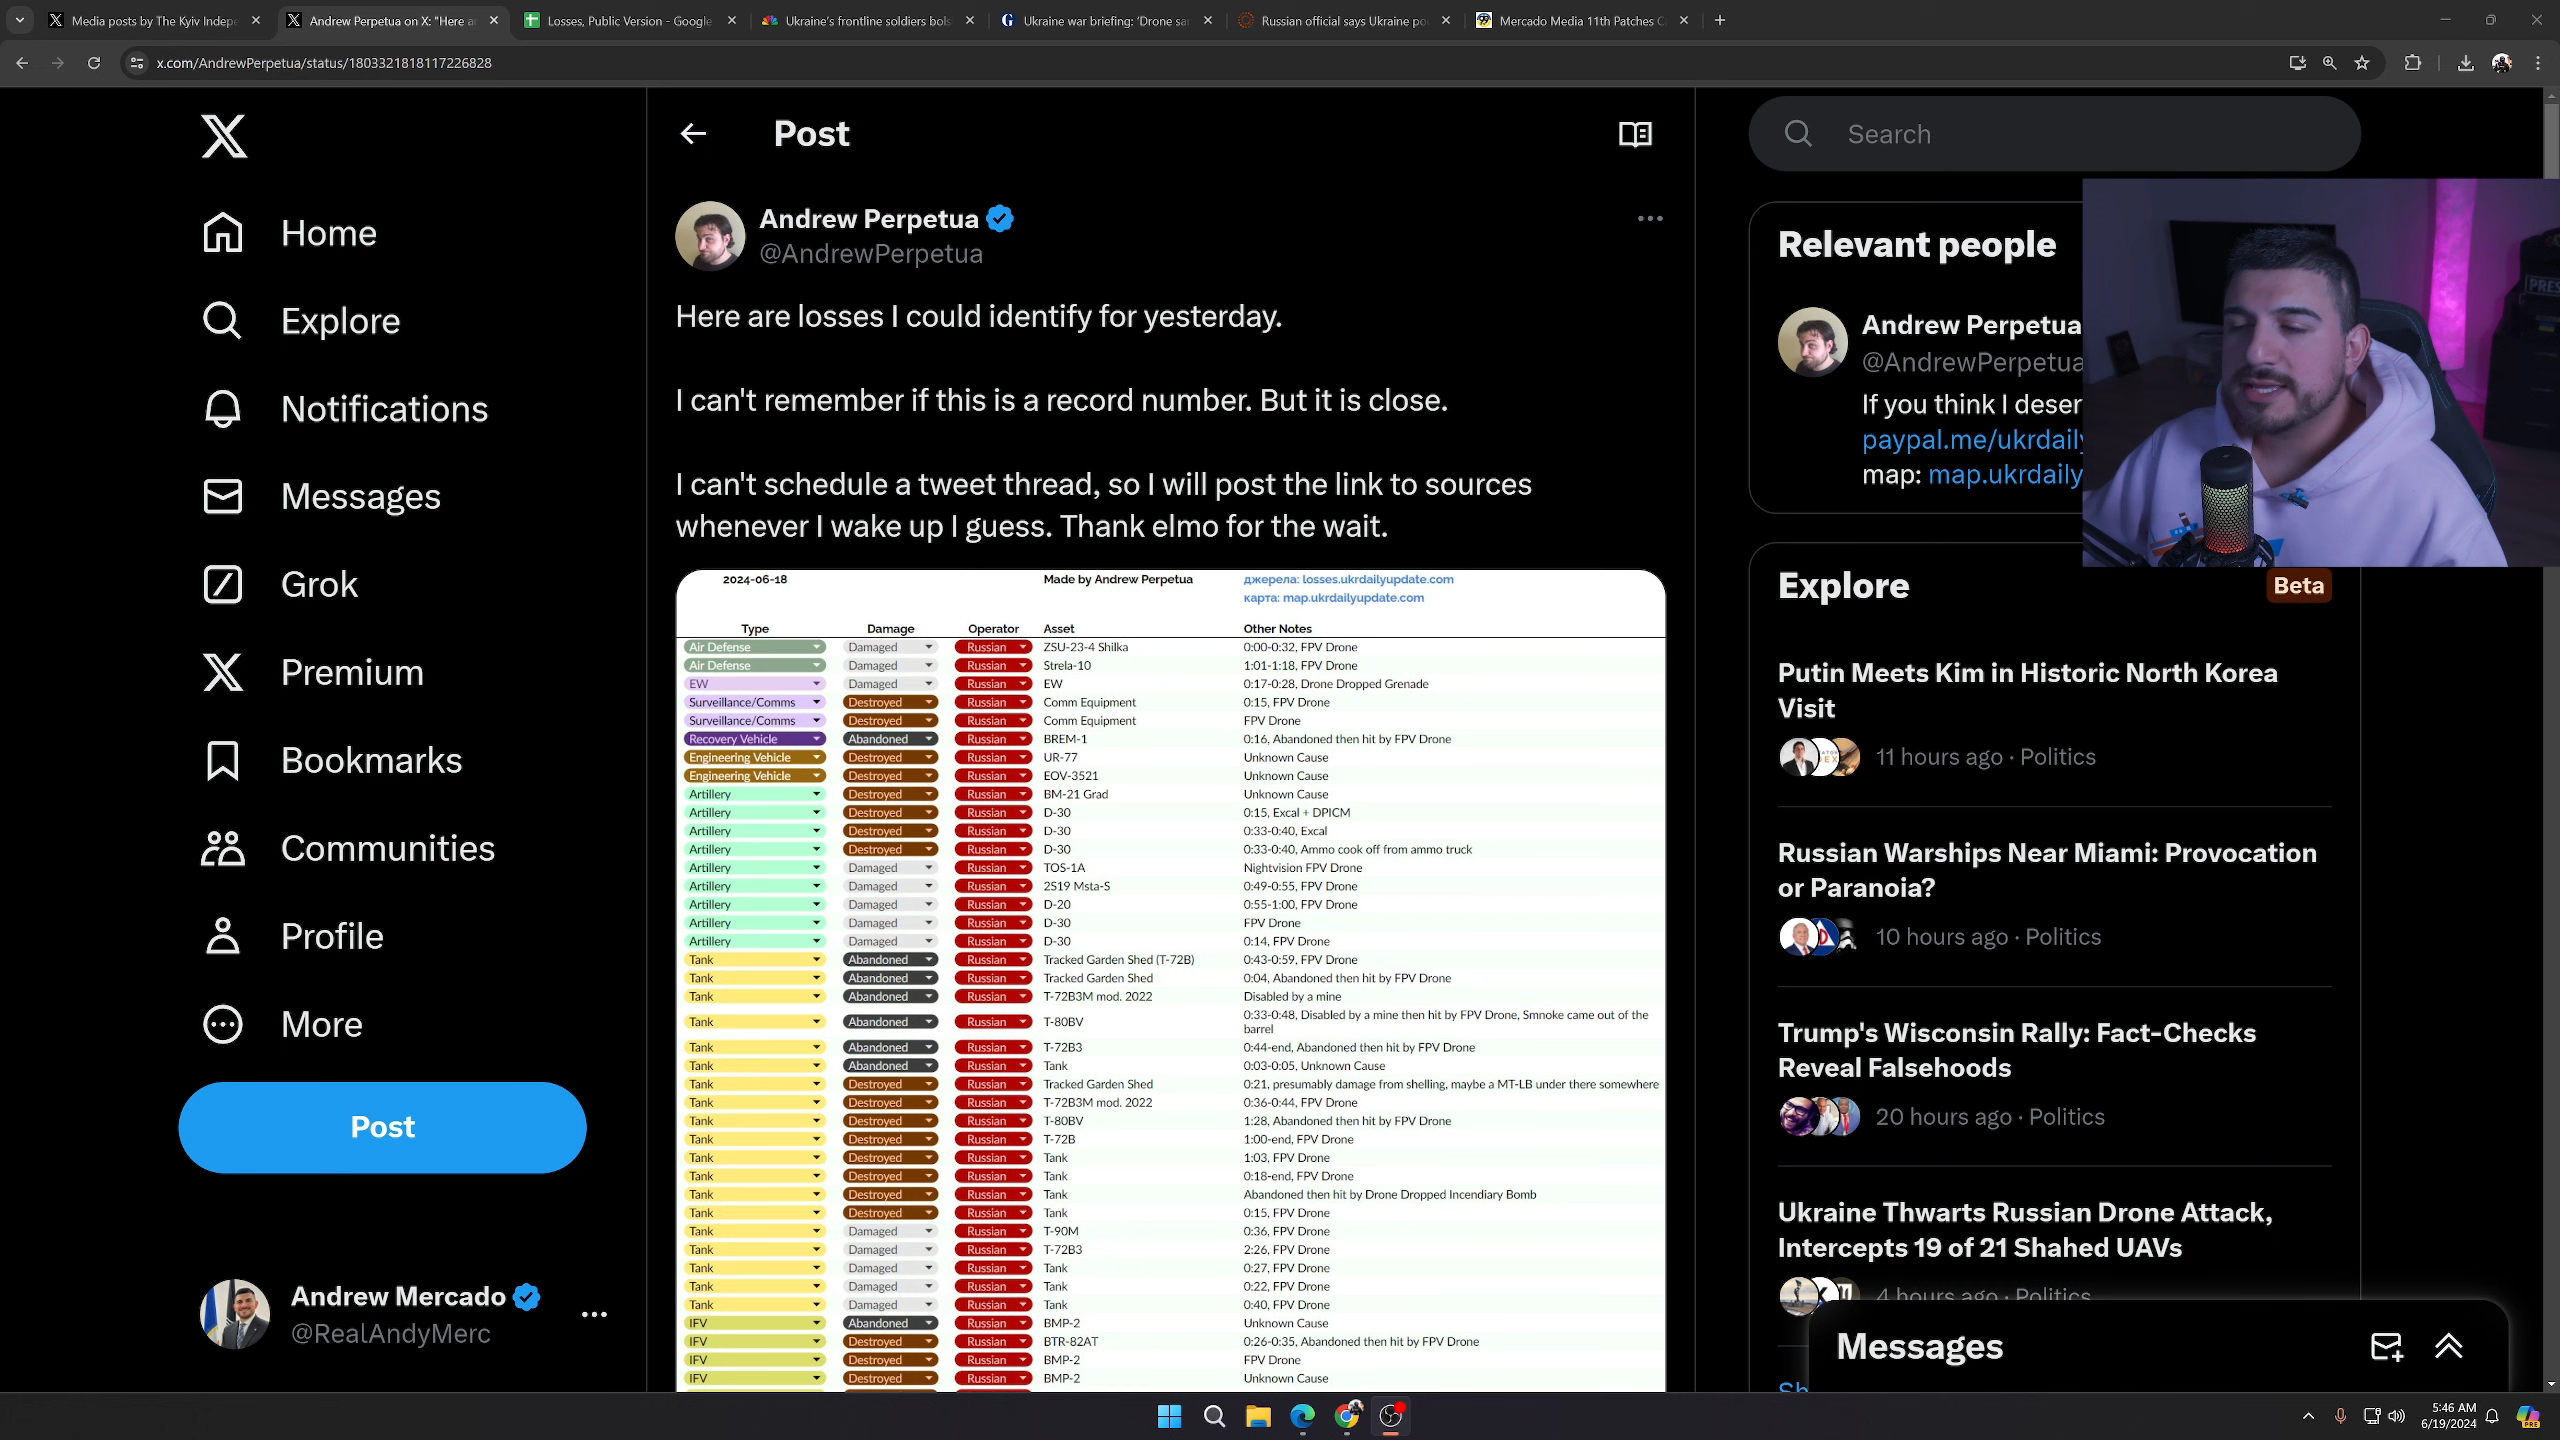 Media posts by The Kyiv Indepe
Andrew Perpetua on X: "Here a
Losses, Public Version - Google
Ukraine's frontline soldiers bols
Ukraine war briefing: 'Drone sa
Russian official says Ukraine po
Mercado Media 11th Patches C
x.com/AndrewPerpetua/status/1803321818117226828
Home
Explore
Notifications
Messages
Grok
Premium
Bookmarks
Communities
Profile
More
Post
Andrew Mercado
@RealAndyMerc
Post
Andrew Perpetua
@AndrewPerpetua
Here are losses I could identify for yesterday.
I can't remember if this is a record number. But it is close.
I can't schedule a tweet thread, so I will post the link to sources
whenever I wake up I guess. Thank elmo for the wait.
2024-06-18 Made by Andrew Perpetua джерела: losses.ukrdailyupdate.com
карта: map.ukrdailyupdate.com
Type Damage Operator Asset Other Notes
Air Defense Damaged Russian ZSU-23-4 Shilka 0:00-0:32, FPV Drone
Air Defense Damaged Russian Strela-10 1:01-1:18, FPV Drone
EW Damaged Russian EW 0:17-0:28, Drone Dropped Grenade
Surveillance/Comms Destroyed Russian Comm Equipment 0:15, FPV Drone
Surveillance/Comms Destroyed Russian Comm Equipment FPV Drone
Recovery Vehicle Abandoned Russian BREM-1 0:16, Abandoned then hit by FPV Drone
Engineering Vehicle Destroyed Russian UR-77 Unknown Cause
Engineering Vehicle Destroyed Russian EOV-3521 Unknown Cause
Artillery Destroyed Russian BM-21 Grad Unknown Cause
Artillery Destroyed Russian D-30 0:15, Excal + DPICM
Artillery Destroyed Russian D-30 0:33-0:40, Excal
Artillery Destroyed Russian D-30 0:33-0:40, Ammo cook off from ammo truck
Artillery Damaged Russian TOS-1A Nightvision FPV Drone
Artillery Damaged Russian 2S19 Msta-S 0:49-0:55, FPV Drone
Artillery Damaged Russian D-20 0:55-1:00, FPV Drone
Artillery Damaged Russian D-30 FPV Drone
Artillery Damaged Russian D-30 0:14, FPV Drone
Tank Abandoned Russian Tracked Garden Shed (T-72B) 0:43-0:59, FPV Drone
Tank Abandoned Russian Tracked Garden Shed 0:04, Abandoned then hit by FPV Drone
Tank Abandoned Russian T-72B3M mod. 2022 Disabled by a mine
Tank Abandoned Russian T-80BV 0:33-0:48, Disabled by a mine then hit by FPV Drone, Smnoke came out of the
barrel
Tank Abandoned Russian T-72B3 0:44-end, Abandoned then hit by FPV Drone
Tank Abandoned Russian Tank 0:03-0:05, Unknown Cause
Tank Destroyed Russian Tracked Garden Shed 0:21, presumably damage from shelling, maybe a MT-LB under there somewhere
Tank Destroyed Russian T-72B3M mod. 2022 0:36-0:44, FPV Drone
Tank Destroyed Russian T-80BV 1:28, Abandoned then hit by FPV Drone
Tank Destroyed Russian T-72B 1:00-end, FPV Drone
Tank Destroyed Russian Tank 1:03, FPV Drone
Tank Destroyed Russian Tank 0:18-end, FPV Drone
Tank Destroyed Russian Tank Abandoned then hit by Drone Dropped Incendiary Bomb
Tank Destroyed Russian Tank 0:15, FPV Drone
Tank Damaged Russian T-90M 0:36, FPV Drone
Tank Damaged Russian T-72B3 2:26, FPV Drone
Tank Damaged Russian Tank 0:27, FPV Drone
Tank Damaged Russian Tank 0:22, FPV Drone
Tank Damaged Russian Tank 0:40, FPV Drone
IFV Abandoned Russian BMP-2 Unknown Cause
IFV Destroyed Russian BTR-82AT 0:26-0:35, Abandoned then hit by FPV Drone
IFV Destroyed Russian BMP-2 FPV Drone
IFV Destroyed Russian BMP-2 Unknown Cause
Search
Relevant people
Andrew Perpetua
@AndrewPerpetua
If you think I deser
paypal.me/ukrdaily
map: map.ukrdaily
PRES
Explore
Beta
Putin Meets Kim in Historic North Korea
Visit
11 hours ago · Politics
Russian Warships Near Miami: Provocation
or Paranoia?
10 hours ago · Politics
Trump's Wisconsin Rally: Fact-Checks
Reveal Falsehoods
20 hours ago · Politics
Ukraine Thwarts Russian Drone Attack,
Intercepts 19 of 21 Shahed UAVs
4 hours ago · Politics
Sh
Messages
5:46 AM
6/19/2024